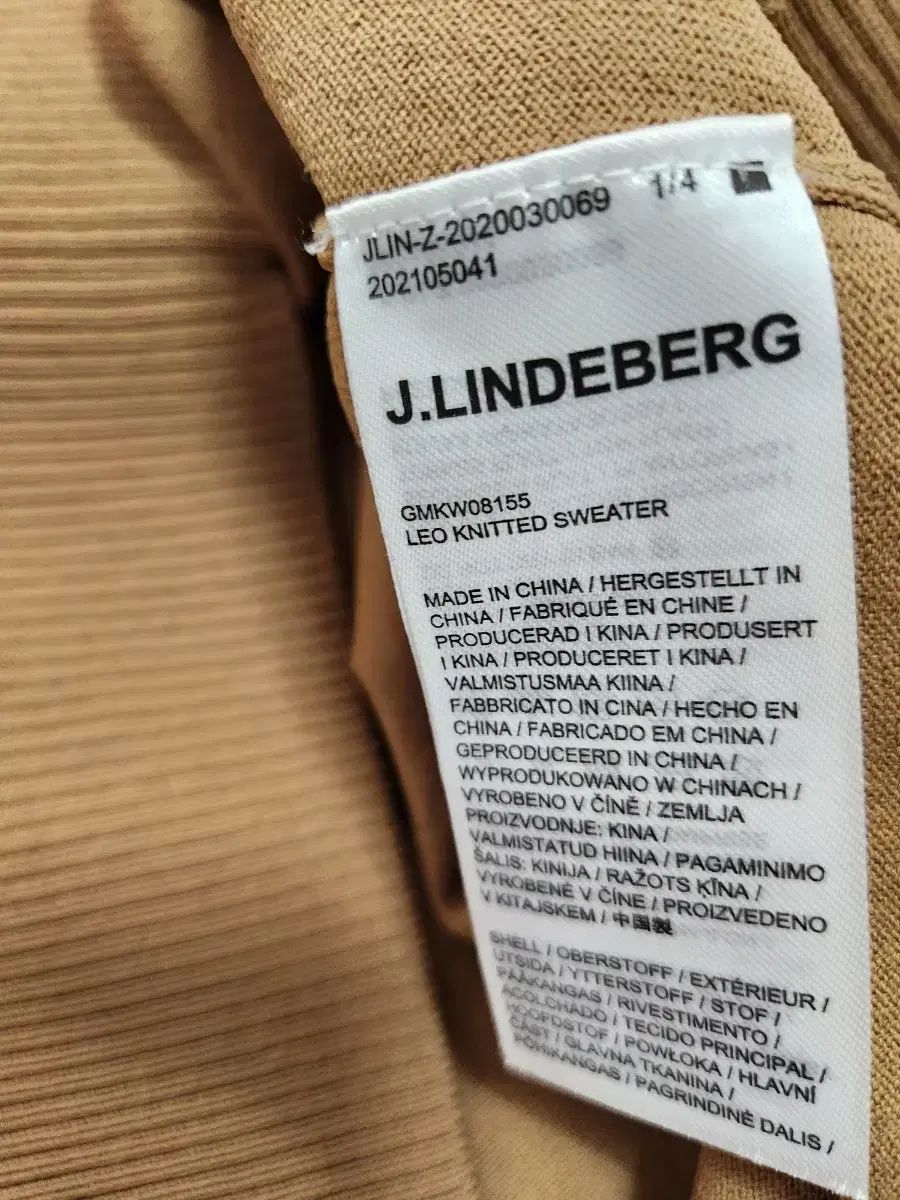 JLIN-Z-2020030069 1/4
202105041
J.LINDEBERG
GMKW08155
LEO KNITTED SWEATER
MADE IN CHINA / HERGESTELLT IN
CHINA / FABRIQUÉ EN CHINE /
PRODUCERAD I KINA / PRODUSERT
I KINA / PRODUCERET I KINA /
VALMISTUSMAA KIINA /
FABBRICATO IN CINA / HECHO EN
CHINA / FABRICADO EM CHINA /
GEPRODUCEERD IN CHINA /
WYPRODUKOWANO W CHINACH /
VYROBENO V ČÍNĚ / ZEMLJA
PROIZVODNJE: KINA /
VALMISTATUD HIINA / PAGAMINIMO
ŠALIS: KINIJA / RAŽOTS ĶĪNA /
VYROBENÉ V ČÍNE / PROIZVEDENO
V KITAJSKEM / 中国製
SHELL / OBERSTOFF / EXTÉRIEUR /
UTSIDA / YTTERSTOFF / STOF /
PÄÄKANGAS / RIVESTIMENTO /
ACOLCHADO / TECIDO PRINCIPAL /
HOOFDSTOF / POWŁOKA / HLAVNÍ
ČÁST / GLAVNA TKANINA /
PÕHIKANGAS / PAGRINDINĖ DALIS /